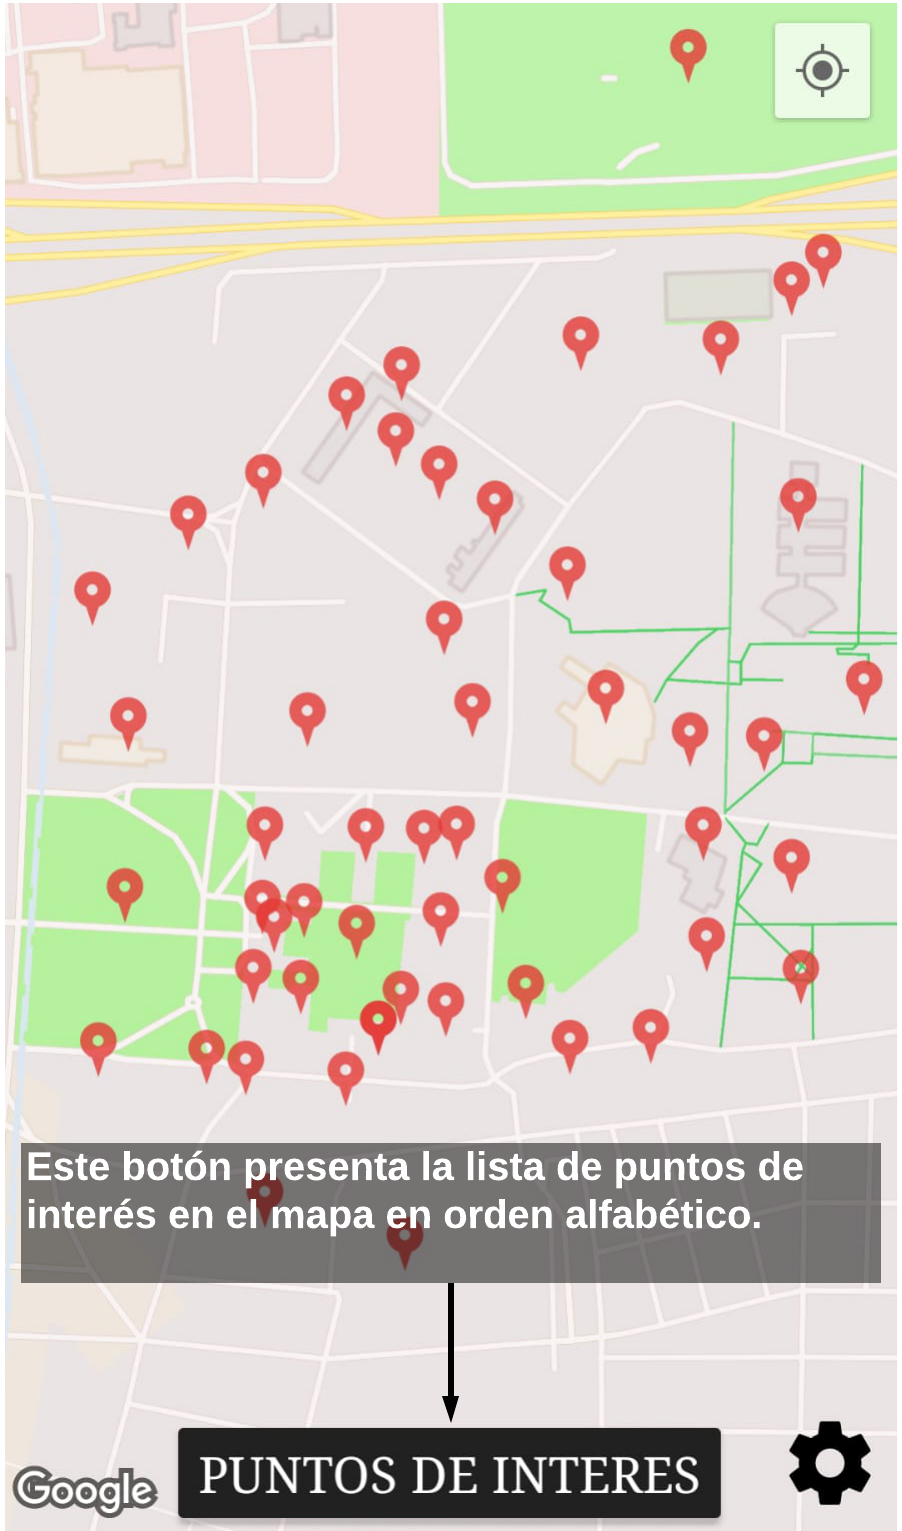 Este botón presenta la lista de puntos de
interés en el mapa en orden alfabético.
Google
PUNTOS DE INTERES